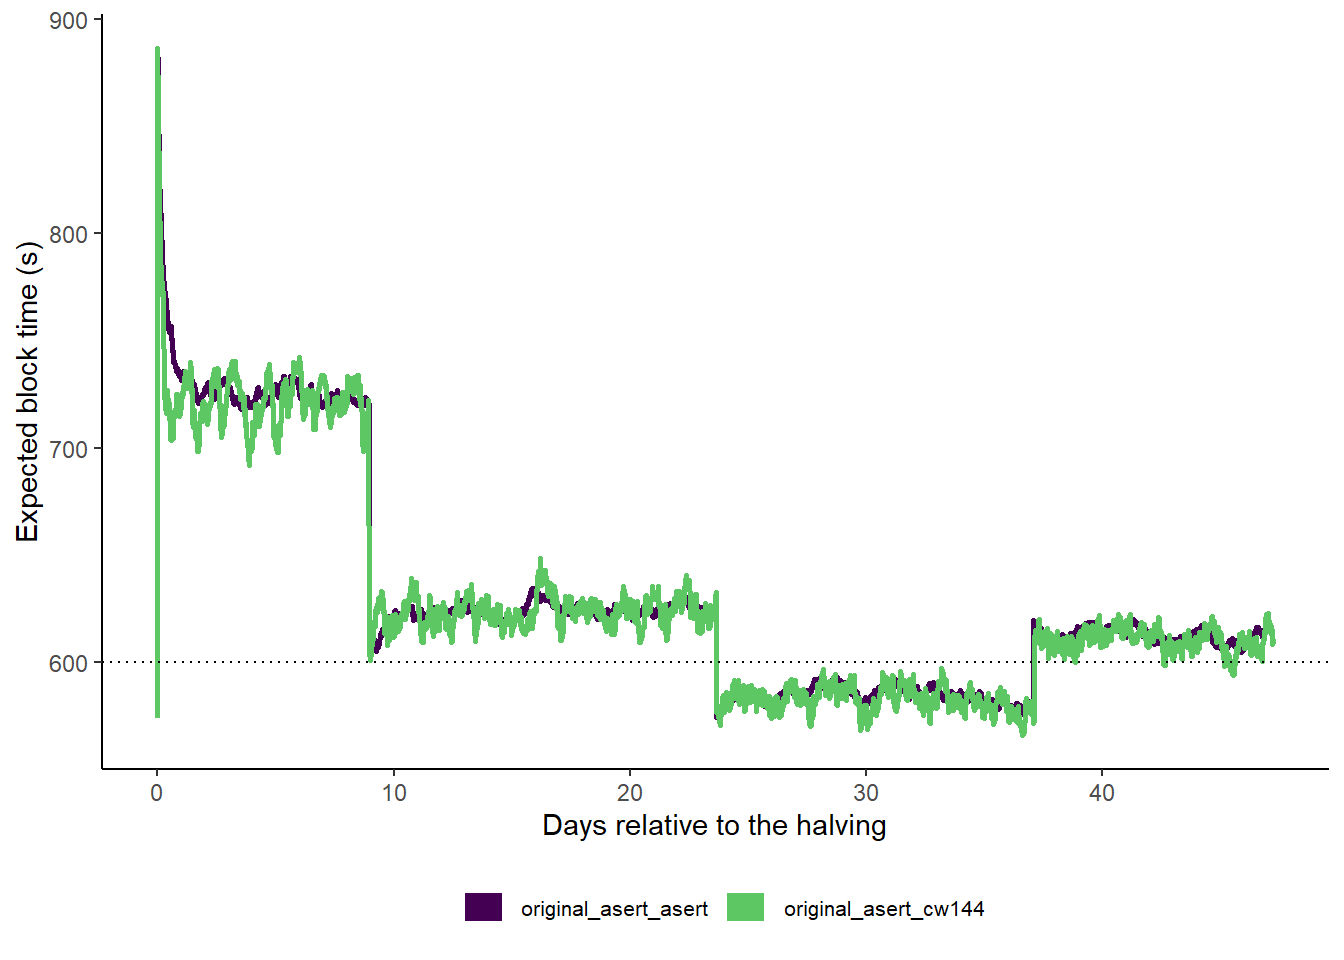 Expected block time (s)
900
800
700
600
0 10 20 30 40
Days relative to the halving
original_asert_asert original_asert_cw144